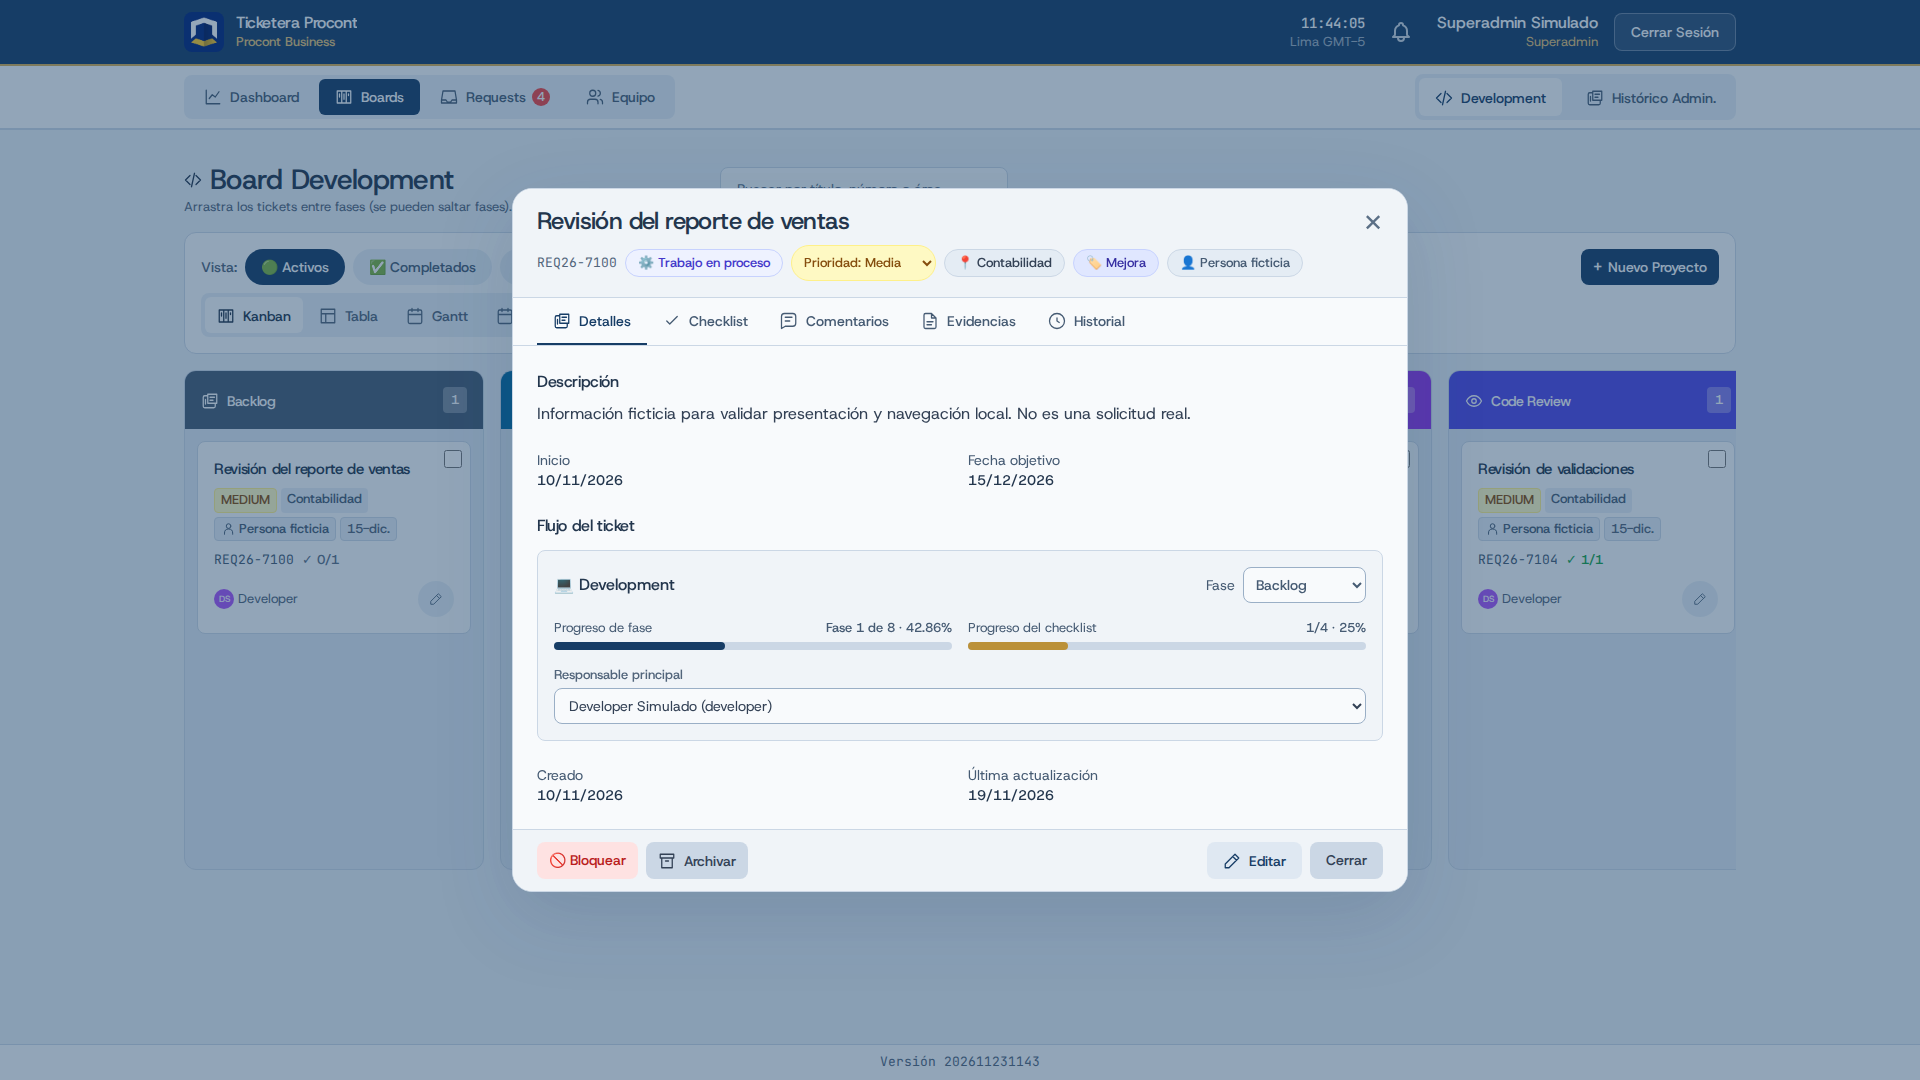 Ticketera Procont
Procont Business
11:44:05
Lima GMT-5
Superadmin Simulado
Superadmin
Cerrar Sesión
Dashboard
Boards
Requests 4
Equipo
Development
Histórico Admin.
Board Development
Arrastra los tickets entre fases (se pueden saltar fases).
Vista:
Activos
Completados
+ Nuevo Proyecto
Kanban
Tabla
Gantt
Backlog 1
Code Review 1
Revisión del reporte de ventas
MEDIUM Contabilidad
Persona ficticia 15-dic.
REQ26-7100 ✓ 0/1
DS Developer
Revisión de validaciones
MEDIUM Contabilidad
Persona ficticia 15-dic.
REQ26-7104 ✓ 1/1
DS Developer
Revisión del reporte de ventas
REQ26-7100 Trabajo en proceso Prioridad: Media Contabilidad Mejora Persona ficticia
Detalles Checklist Comentarios Evidencias Historial
Descripción
Información ficticia para validar presentación y navegación local. No es una solicitud real.
Inicio
10/11/2026
Fecha objetivo
15/12/2026
Flujo del ticket
Development
Fase Backlog
Progreso de fase Fase 1 de 8 · 42.86%
Progreso del checklist 1/4 · 25%
Responsable principal
Developer Simulado (developer)
Creado
10/11/2026
Última actualización
19/11/2026
Bloquear Archivar Editar Cerrar
Versión 202611231143